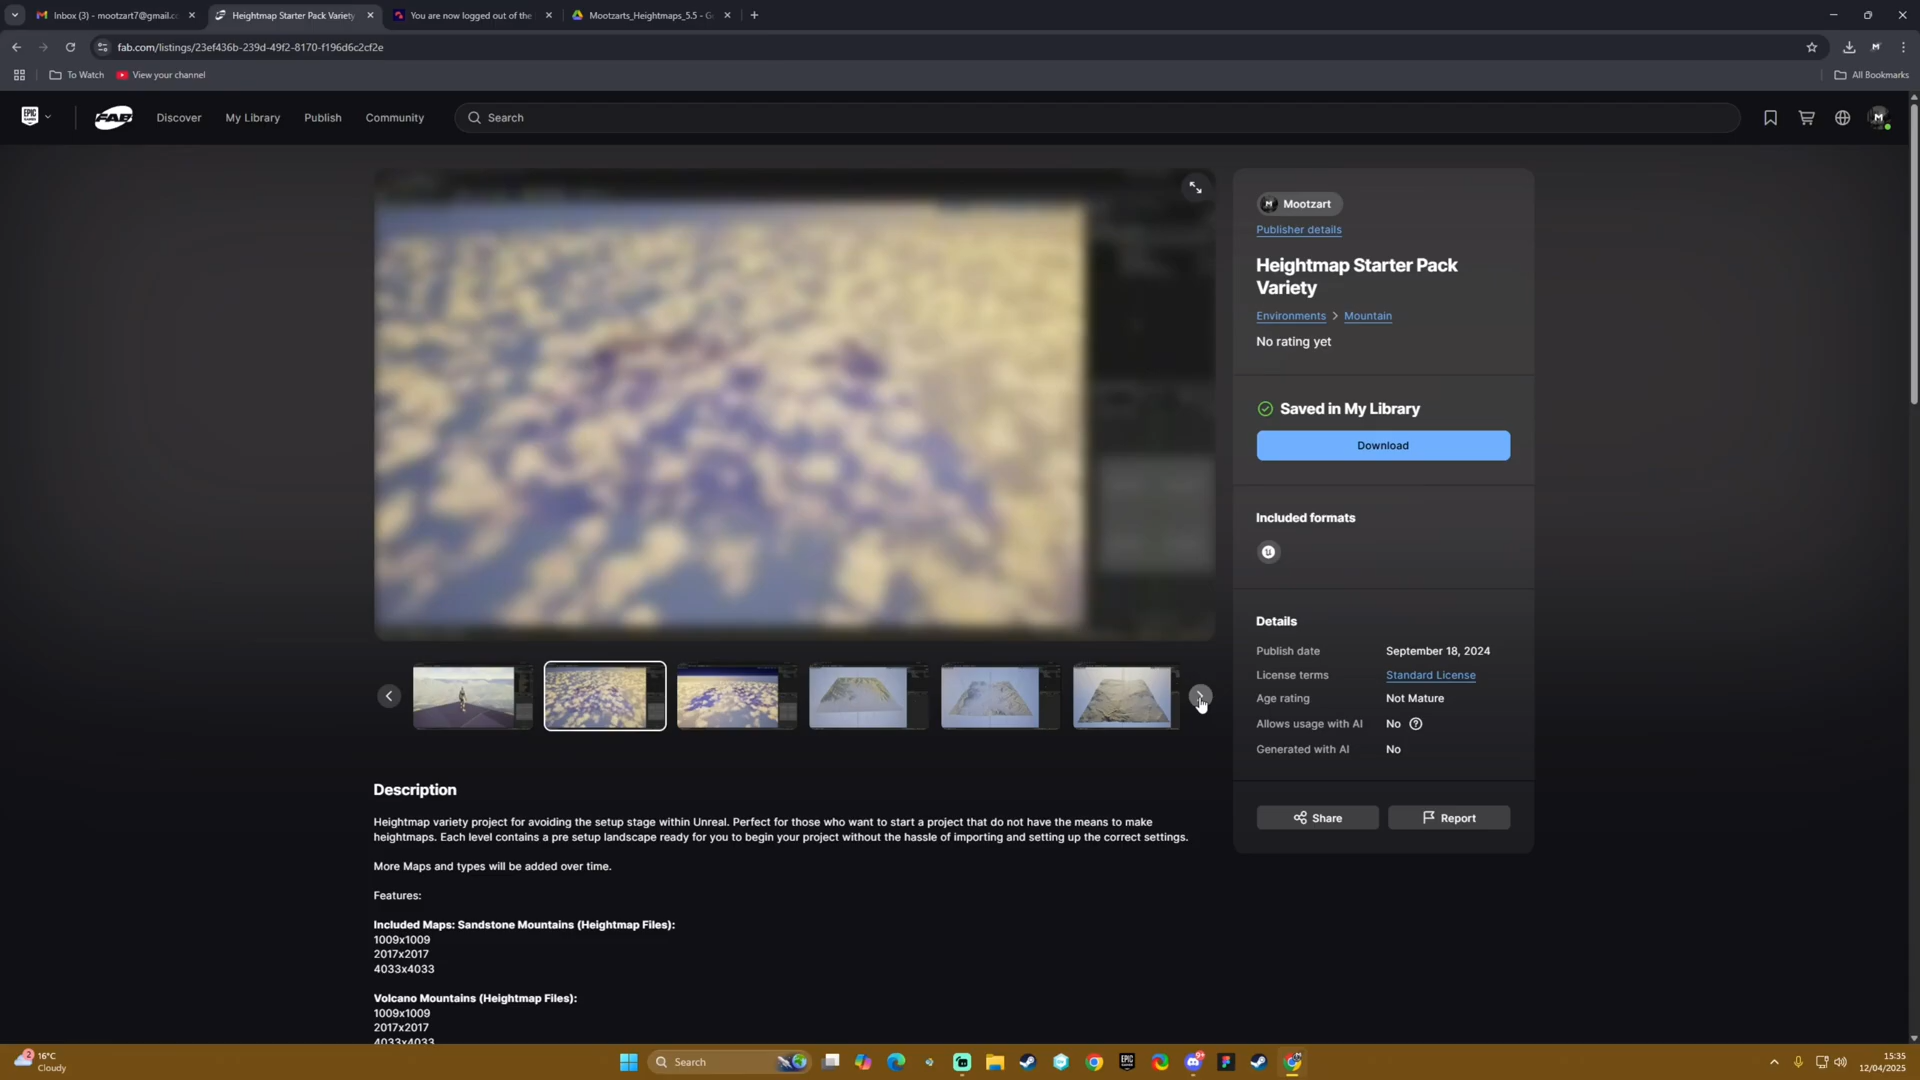 Inbox (3) - mootzart7@gmail.cc
Heightmap Starter Pack Variety
You are now logged out of the
Mootzarts_Heightmaps_5.5 - G
fab.com/listings/23ef436b-239d-49f2-8170-f196d6c2cf2e
To Watch
View your channel
All Bookmarks
EPIC
FAB
Discover
My Library
Publish
Community
Search
M
M
Mootzart
Publisher details
Heightmap Starter Pack
Variety
Environments > Mountain
No rating yet
Saved in My Library
Download
Included formats
Details
Publish date September 18, 2024
License terms Standard License
Age rating Not Mature
Allows usage with AI No
Generated with AI No
Share
Report
Description
Heightmap variety project for avoiding the setup stage within Unreal. Perfect for those who want to start a project that do not have the means to make
heightmaps. Each level contains a pre setup landscape ready for you to begin your project without the hassle of importing and setting up the correct settings.
More Maps and types will be added over time.
Features:
Included Maps: Sandstone Mountains (Heightmap Files):
1009x1009
2017x2017
4033x4033
Volcano Mountains (Heightmap Files):
1009x1009
2017x2017
4033x4033
2
16°C
Cloudy
Search
EPIC
15:35
12/04/2025